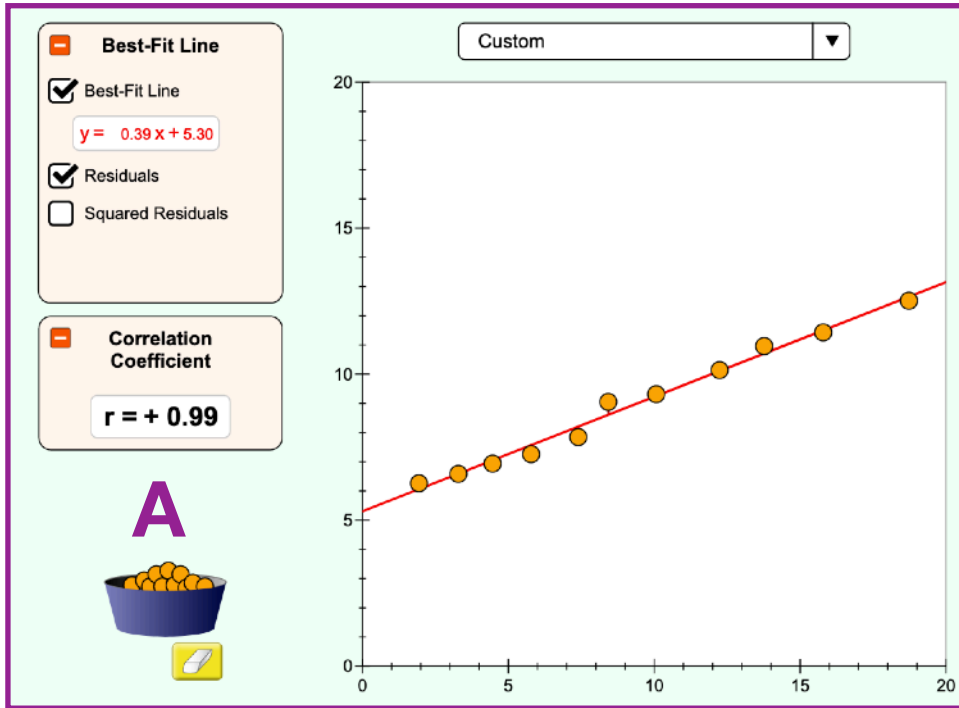 Best-Fit Line
Best-Fit Line
y = 0.39 x + 5.30
Residuals
Squared Residuals
Correlation
Coefficient
r = + 0.99
A
Custom
20
15
10
5
0
0 5 10 15 20